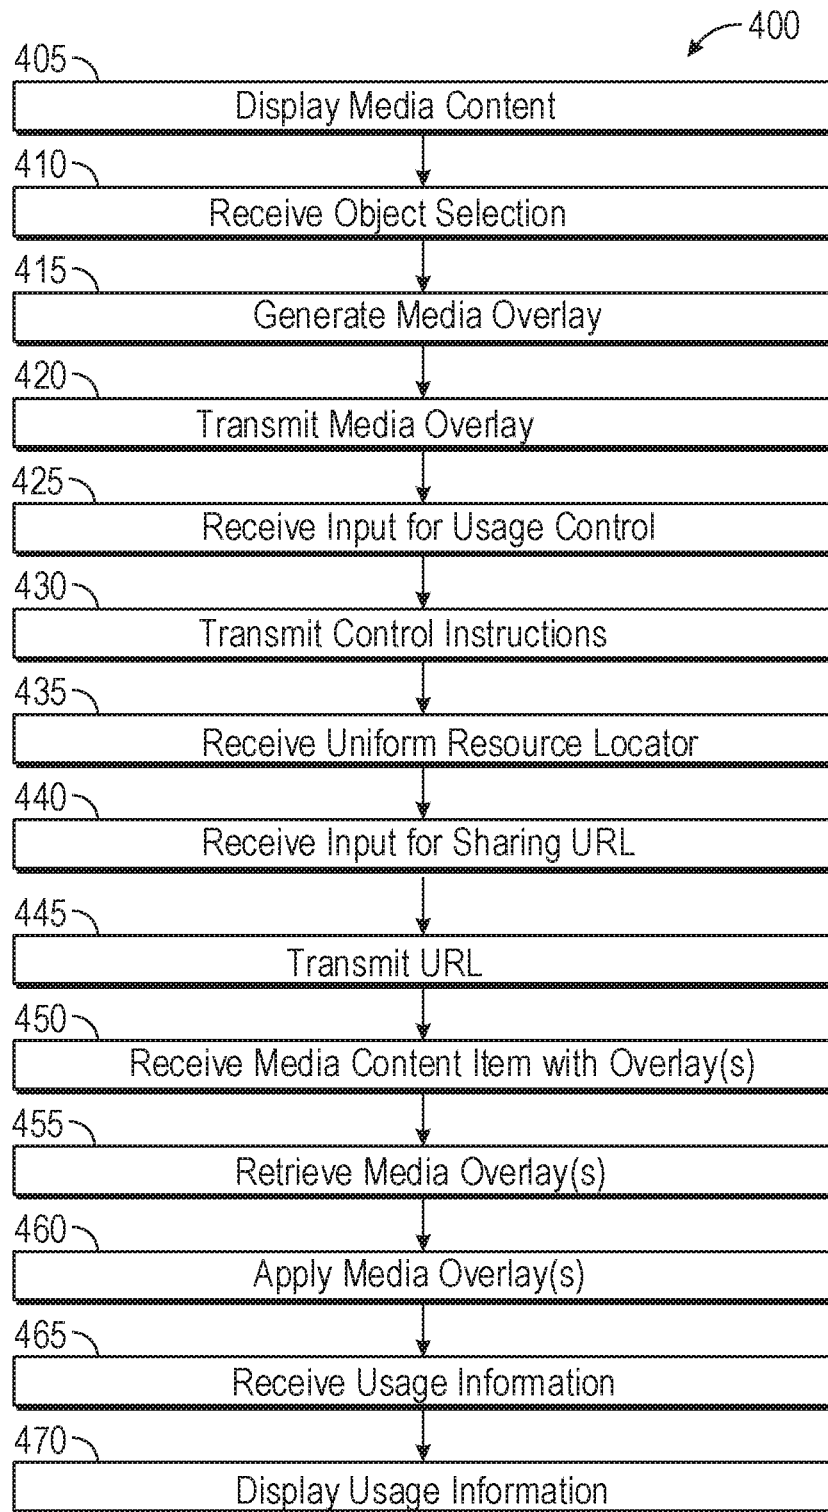 400
405
Display Media Content
410
Receive Object Selection
415
Generate Media Overlay
420
Transmit Media Overlay
425
Receive Input for Usage Control
430
Transmit Control Instructions
435
Receive Uniform Resource Locator
440
Receive Input for Sharing URL
445
Transmit URL
450
Receive Media Content Item with Overlay(s)
455
Retrieve Media Overlay(s)
460
Apply Media Overlay(s)
465
Receive Usage Information
470
Display Usage Information